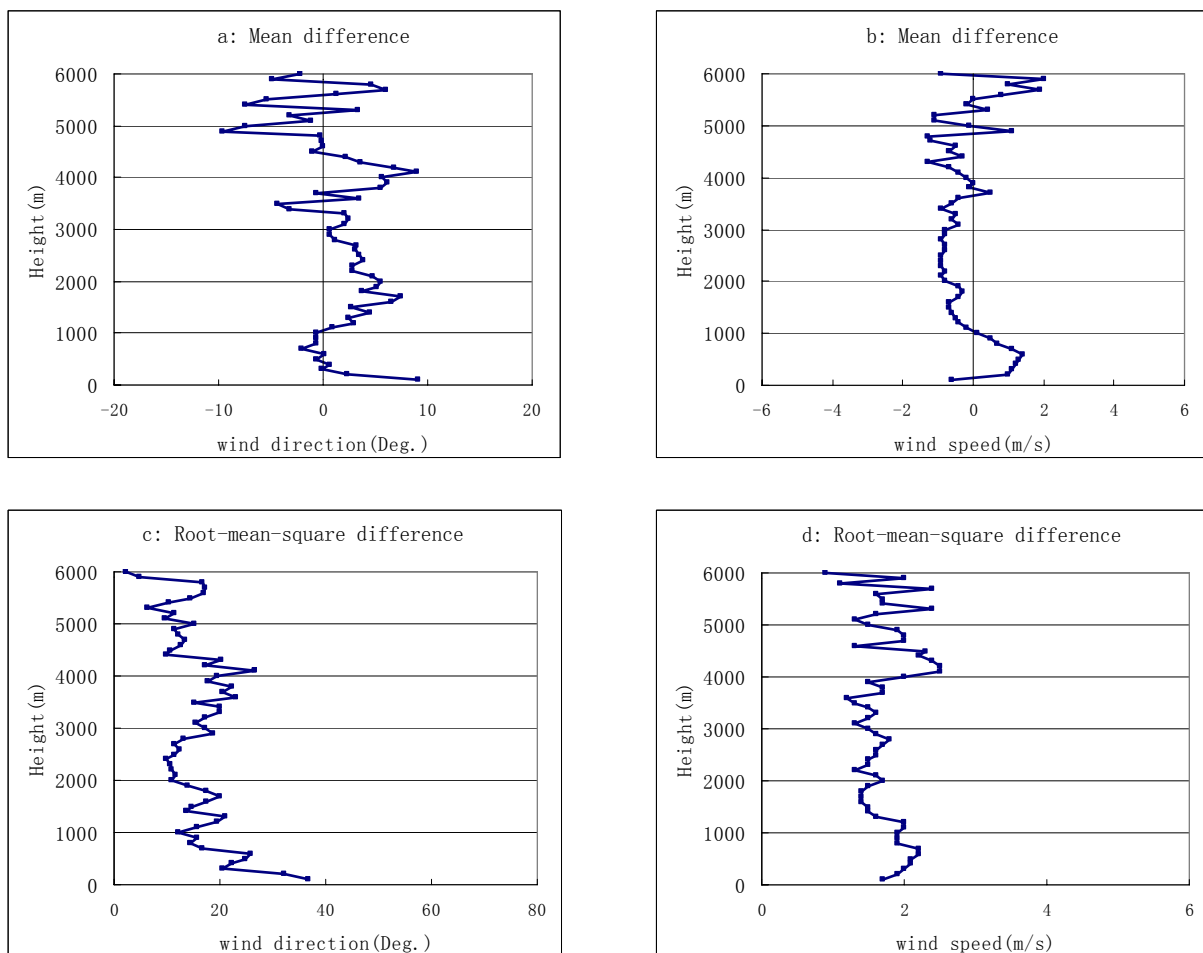 a: Mean difference
6000
5000
4000
3000
2000
1000
0
Height(m)
-20 -10 0 10 20
wind direction(Deg.)
b: Mean difference
6000
5000
4000
3000
2000
1000
0
Height(m)
-6 -4 -2 0 2 4 6
wind speed(m/s)
c: Root-mean-square difference
6000
5000
4000
3000
2000
1000
0
Height(m)
0 20 40 60 80
wind direction(Deg.)
d: Root-mean-square difference
6000
5000
4000
3000
2000
1000
0
Height(m)
0 2 4 6
wind speed(m/s)